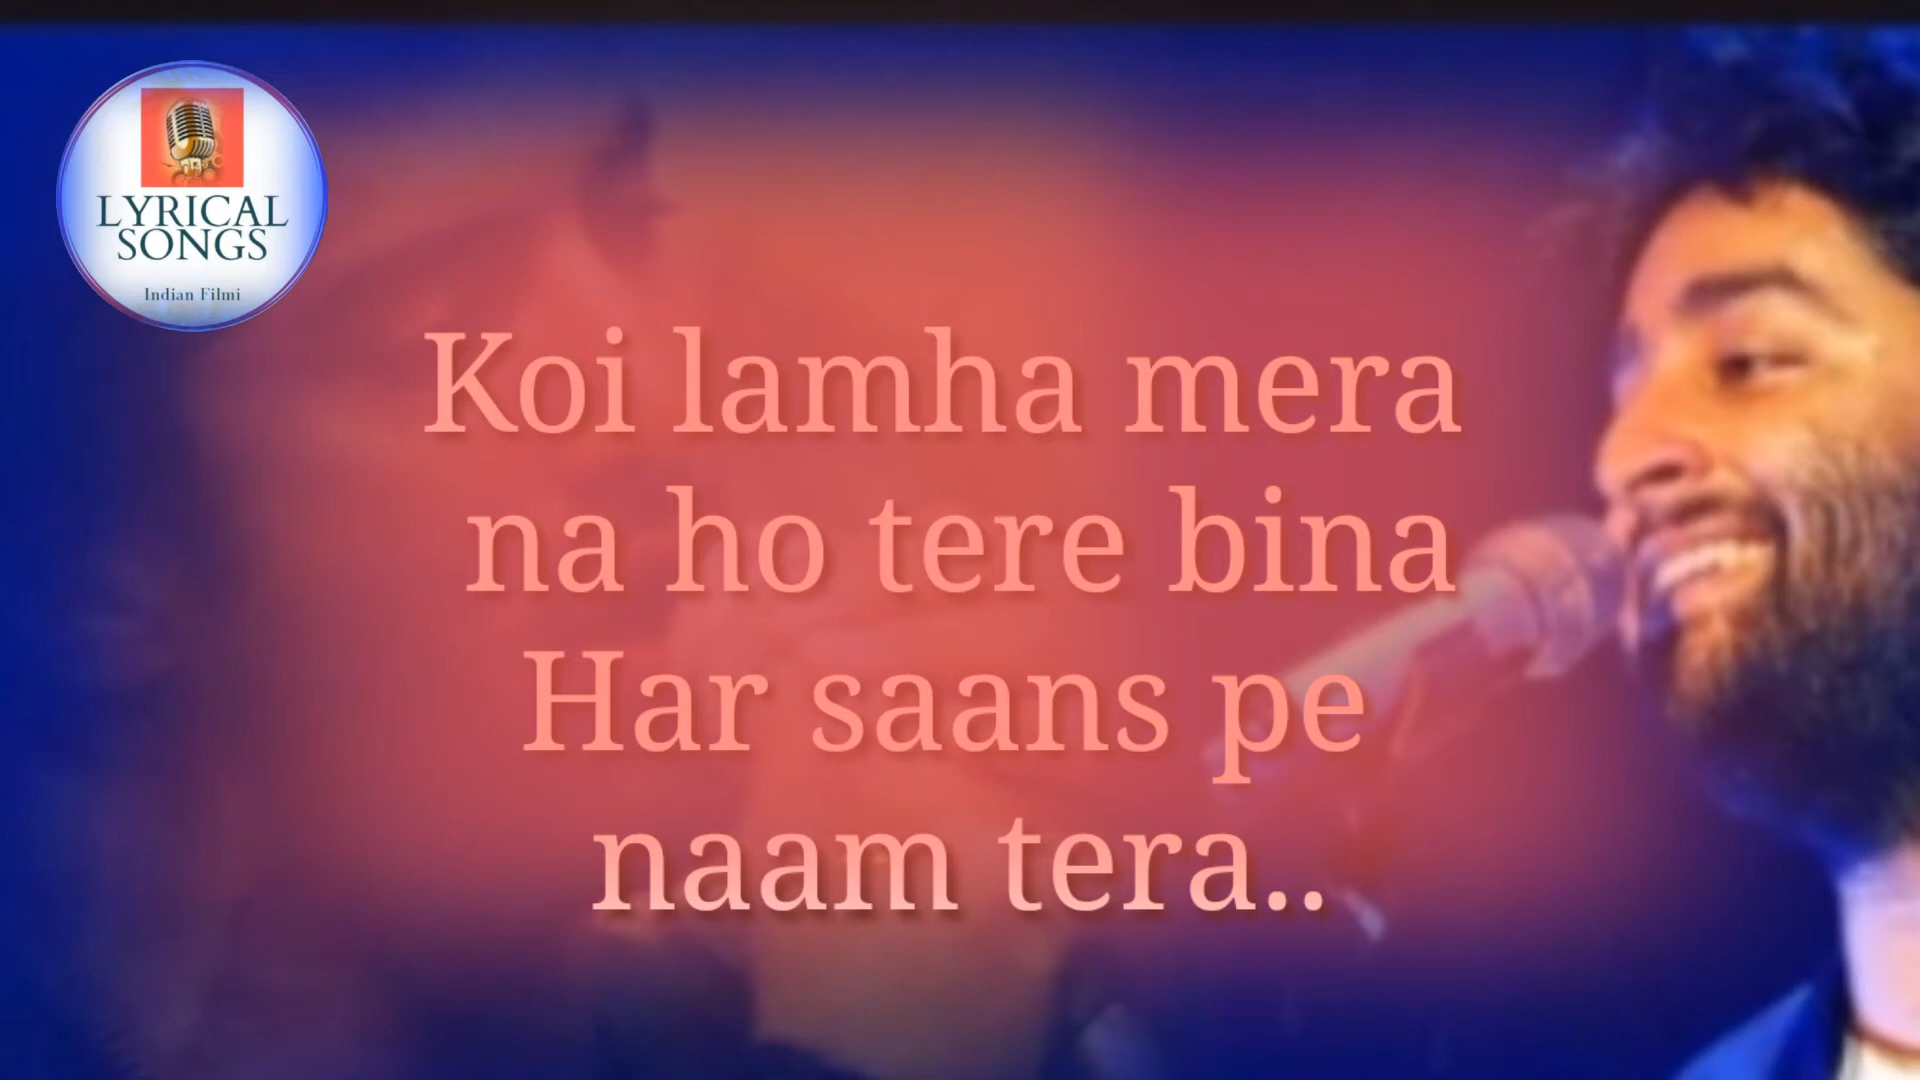 LYRICAL
SONGS
Indian Filmi
Koi lamha mera
na ho tere bina
Har saans pe
naam tera..